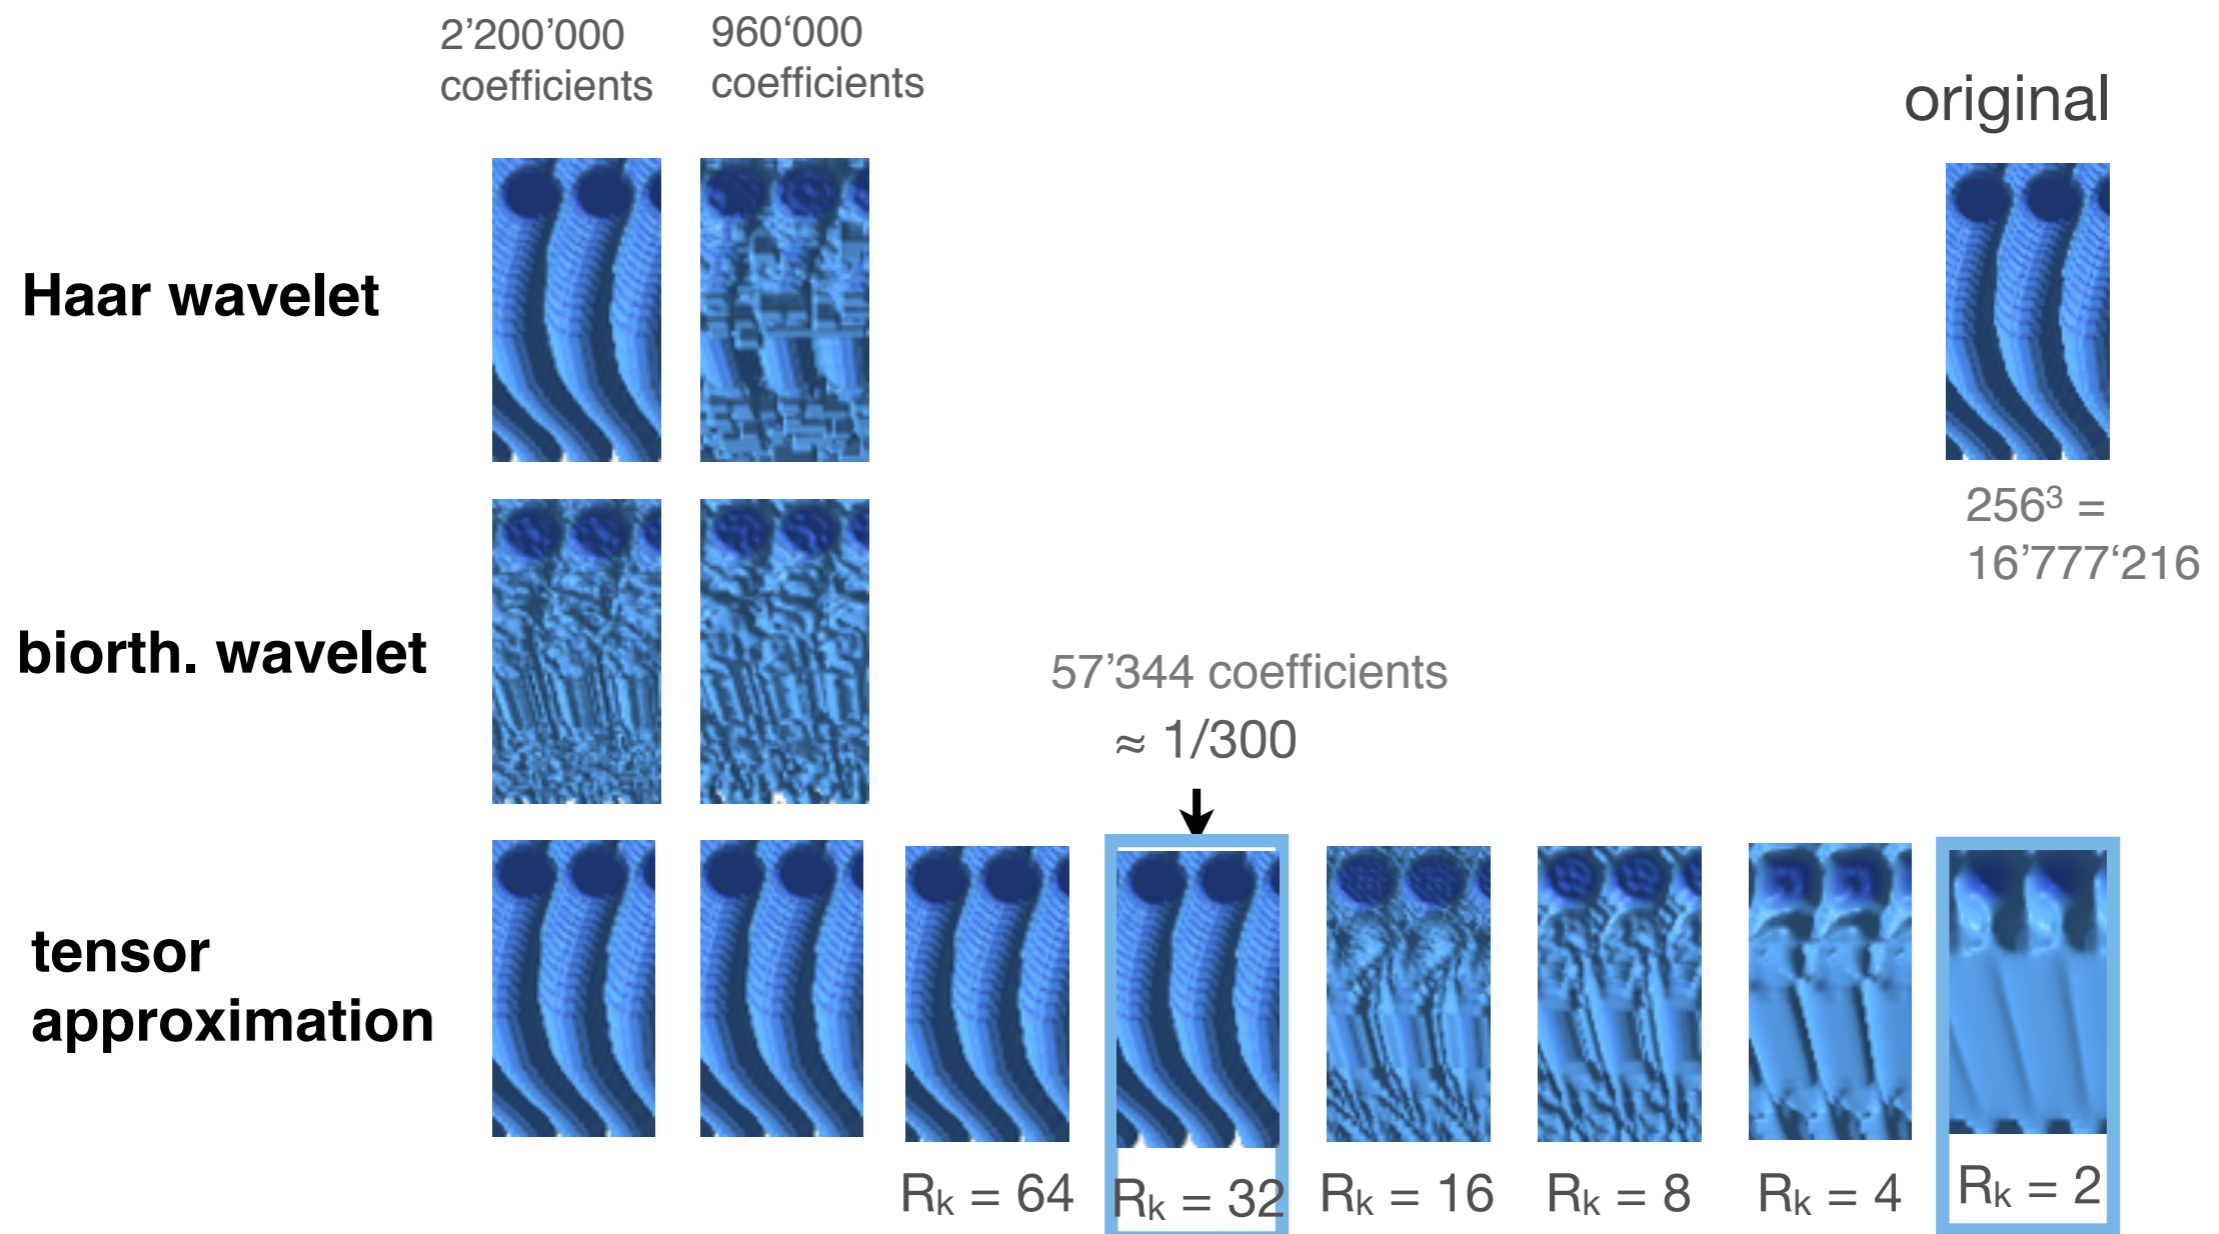 2’200’000
coefficients
960‘000
coefficients
original
Haar wavelet
256³ =
16’777‘216
biorth. wavelet
57’344 coefficients
≈ 1/300
tensor
approximation
Rₖ = 64
Rₖ = 32
Rₖ = 16
Rₖ = 8
Rₖ = 4
Rₖ = 2